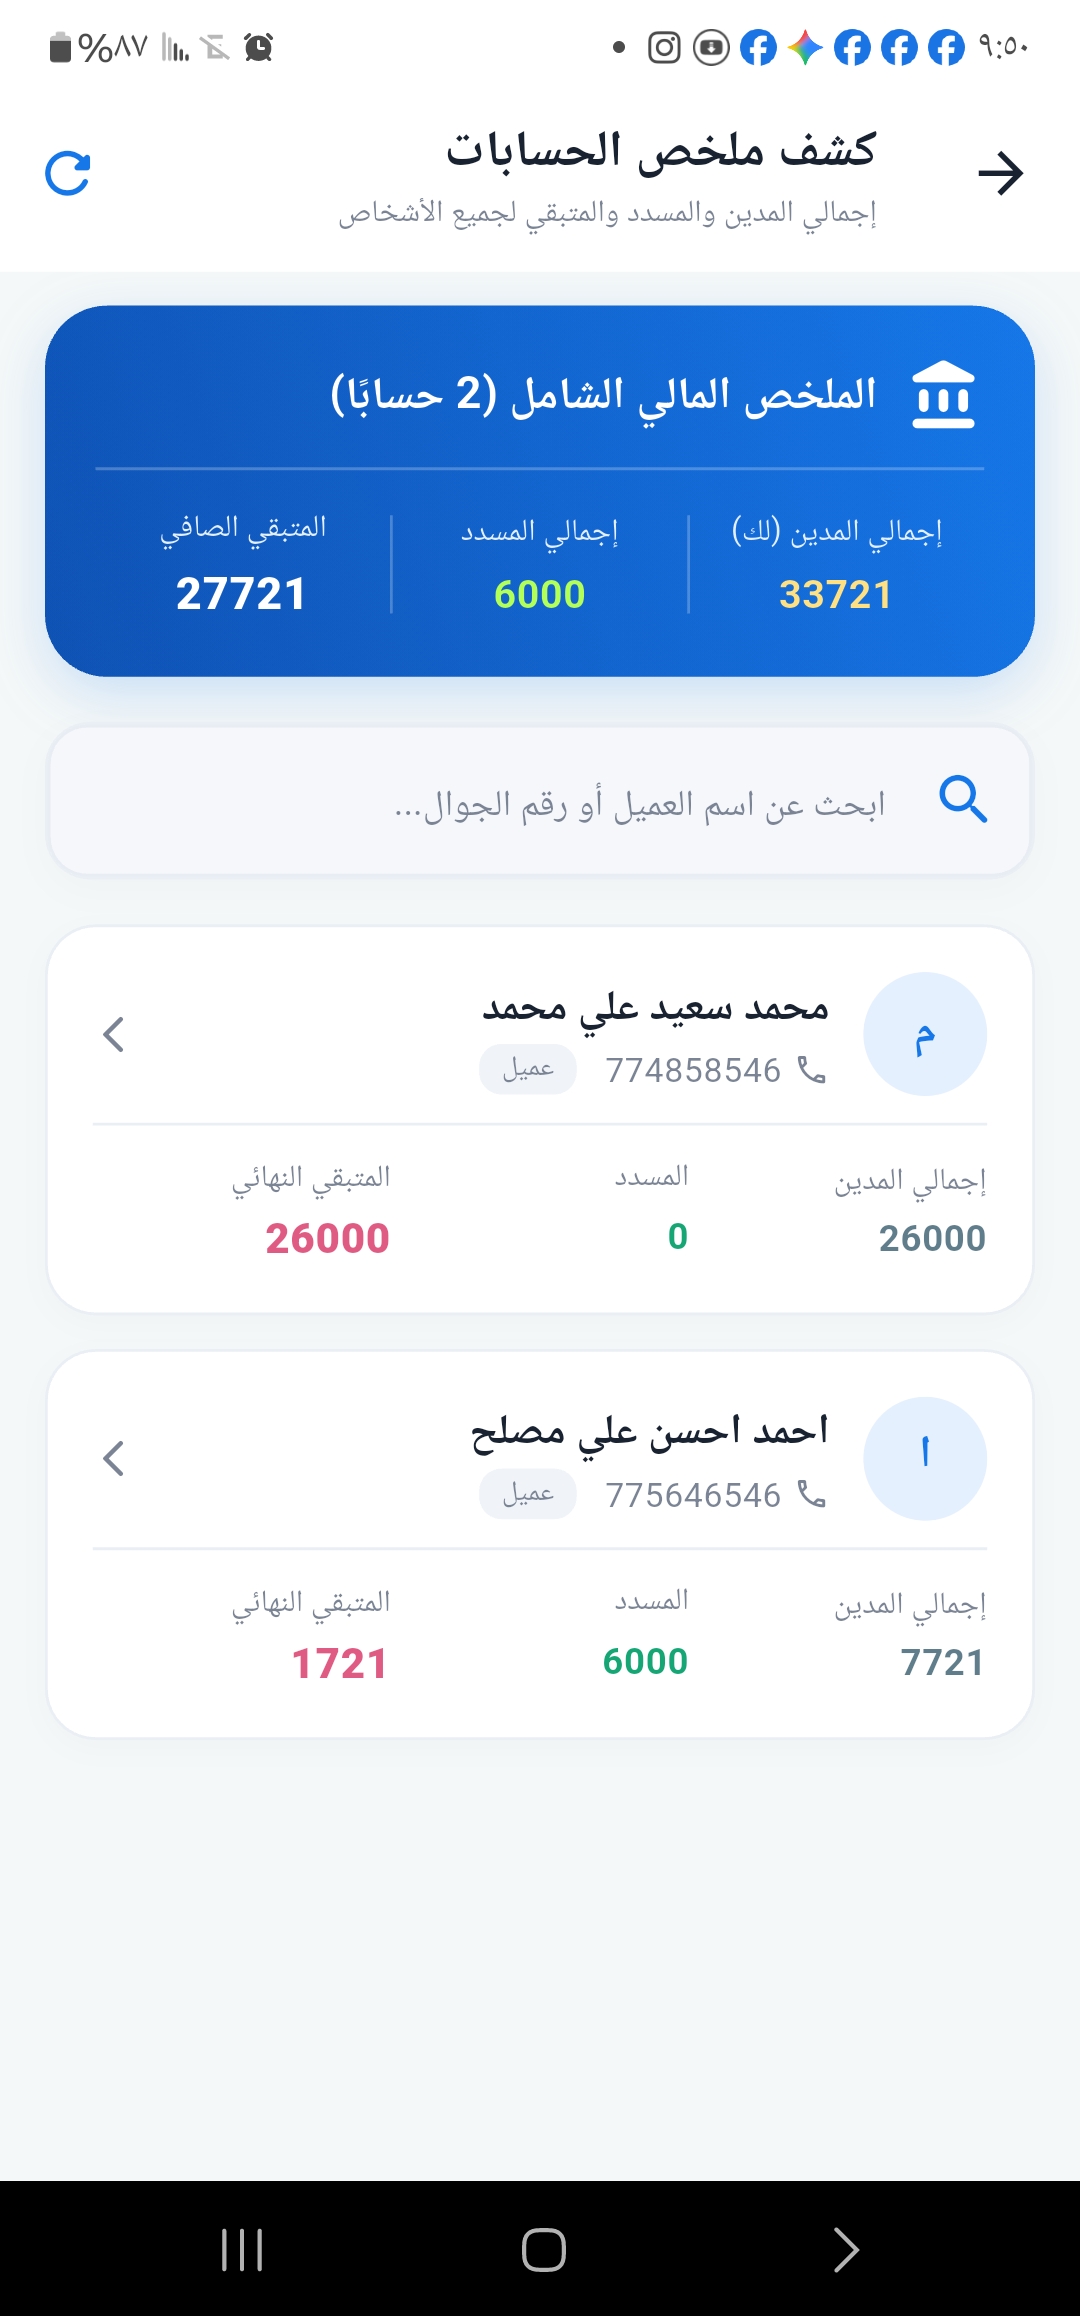 ٩:٥٠
%٨٧
كشف ملخص الحسابات
إجمالي المدين والمسدد والمتبقي لجميع الأشخاص
الملخص المالي الشامل (2 حسابًا)
إجمالي المدين (لك)
33721
إجمالي المسدد
6000
المتبقي الصافي
27721
ابحث عن اسم العميل أو رقم الجوال...
م
محمد سعيد علي محمد
774858546
عميل
إجمالي المدين
26000
المسدد
0
المتبقي النهائي
26000
ا
احمد احسن علي مصلح
775646546
عميل
إجمالي المدين
7721
المسدد
6000
المتبقي النهائي
1721